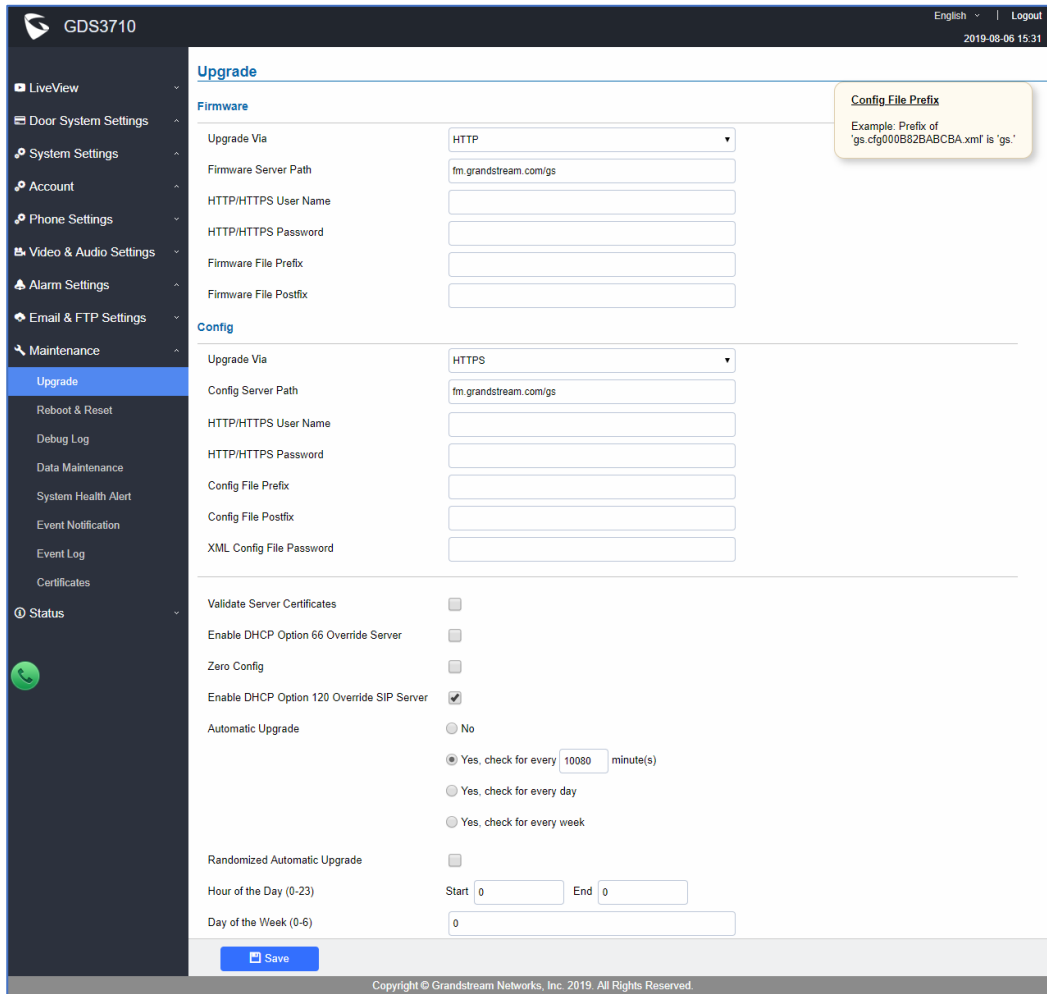 GDS3710
English | Logout
2019-08-06 15:31
LiveView
Door System Settings
System Settings
Account
Phone Settings
Video & Audio Settings
Alarm Settings
Email & FTP Settings
Maintenance
Upgrade
Reboot & Reset
Debug Log
Data Maintenance
System Health Alert
Event Notification
Event Log
Certificates
Status
Upgrade
Config File Prefix
Example: Prefix of
'gs.cfg000B82BABCBA.xml' is 'gs.'
Firmware
Upgrade Via HTTP
Firmware Server Path fm.grandstream.com/gs
HTTP/HTTPS User Name
HTTP/HTTPS Password
Firmware File Prefix
Firmware File Postfix
Config
Upgrade Via HTTPS
Config Server Path fm.grandstream.com/gs
HTTP/HTTPS User Name
HTTP/HTTPS Password
Config File Prefix
Config File Postfix
XML Config File Password
Validate Server Certificates
Enable DHCP Option 66 Override Server
Zero Config
Enable DHCP Option 120 Override SIP Server
Automatic Upgrade No
Yes, check for every 10080 minute(s)
Yes, check for every day
Yes, check for every week
Randomized Automatic Upgrade
Hour of the Day (0-23) Start 0 End 0
Day of the Week (0-6) 0
Save
Copyright © Grandstream Networks, Inc. 2019. All Rights Reserved.